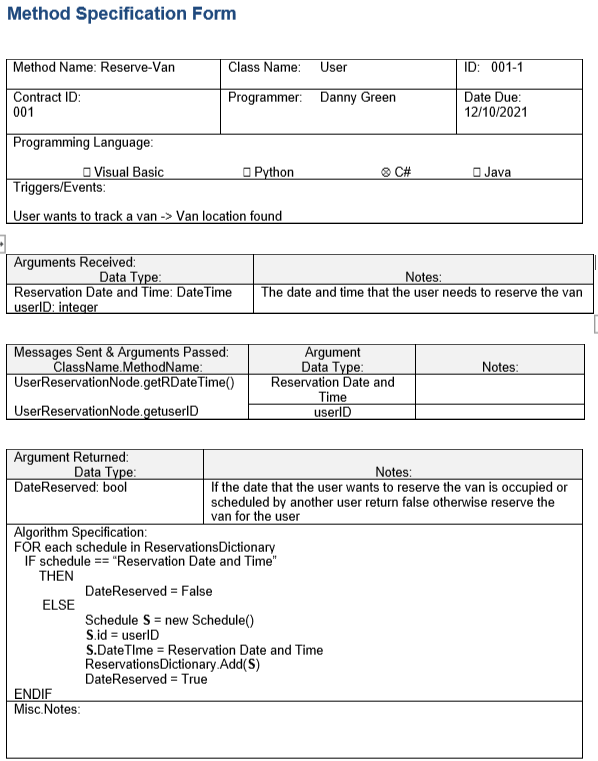 Method Specification Form
Method Name: Reserve-Van Class Name: User ID: 001-1
Contract ID: Programmer: Danny Green Date Due:
001 12/10/2021
Programming Language:
□ Visual Basic □ Python ⊗ C# □ Java
Triggers/Events:
User wants to track a van -> Van location found
Arguments Received:
Data Type: Notes:
Reservation Date and Time: DateTime The date and time that the user needs to reserve the van
userID: integer
Messages Sent & Arguments Passed: Argument
ClassName.MethodName: Data Type: Notes:
UserReservationNode.getRDateTime() Reservation Date and
Time
UserReservationNode.getuserID userID
Argument Returned:
Data Type: Notes:
DateReserved: bool If the date that the user wants to reserve the van is occupied or
scheduled by another user return false otherwise reserve the
van for the user
Algorithm Specification:
FOR each schedule in ReservationsDictionary
IF schedule == “Reservation Date and Time”
THEN
DateReserved = False
ELSE
Schedule S = new Schedule()
S.id = userID
S.DateTIme = Reservation Date and Time
ReservationsDictionary.Add(S)
DateReserved = True
ENDIF
Misc.Notes: